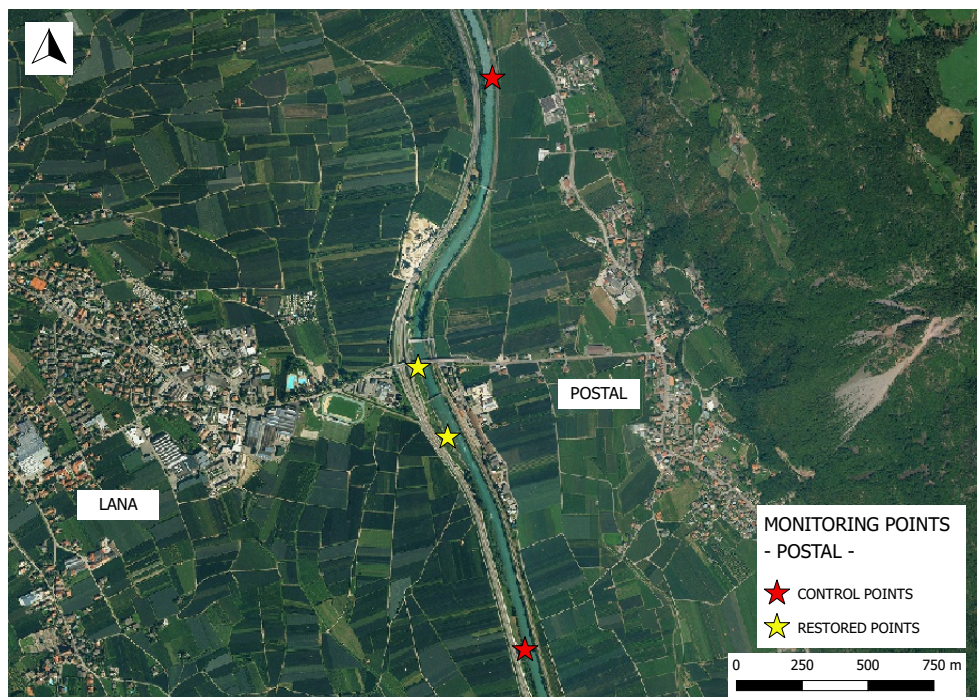 POSTAL
LANA
MONITORING POINTS
- POSTAL -
CONTROL POINTS
RESTORED POINTS
0 250 500 750 m